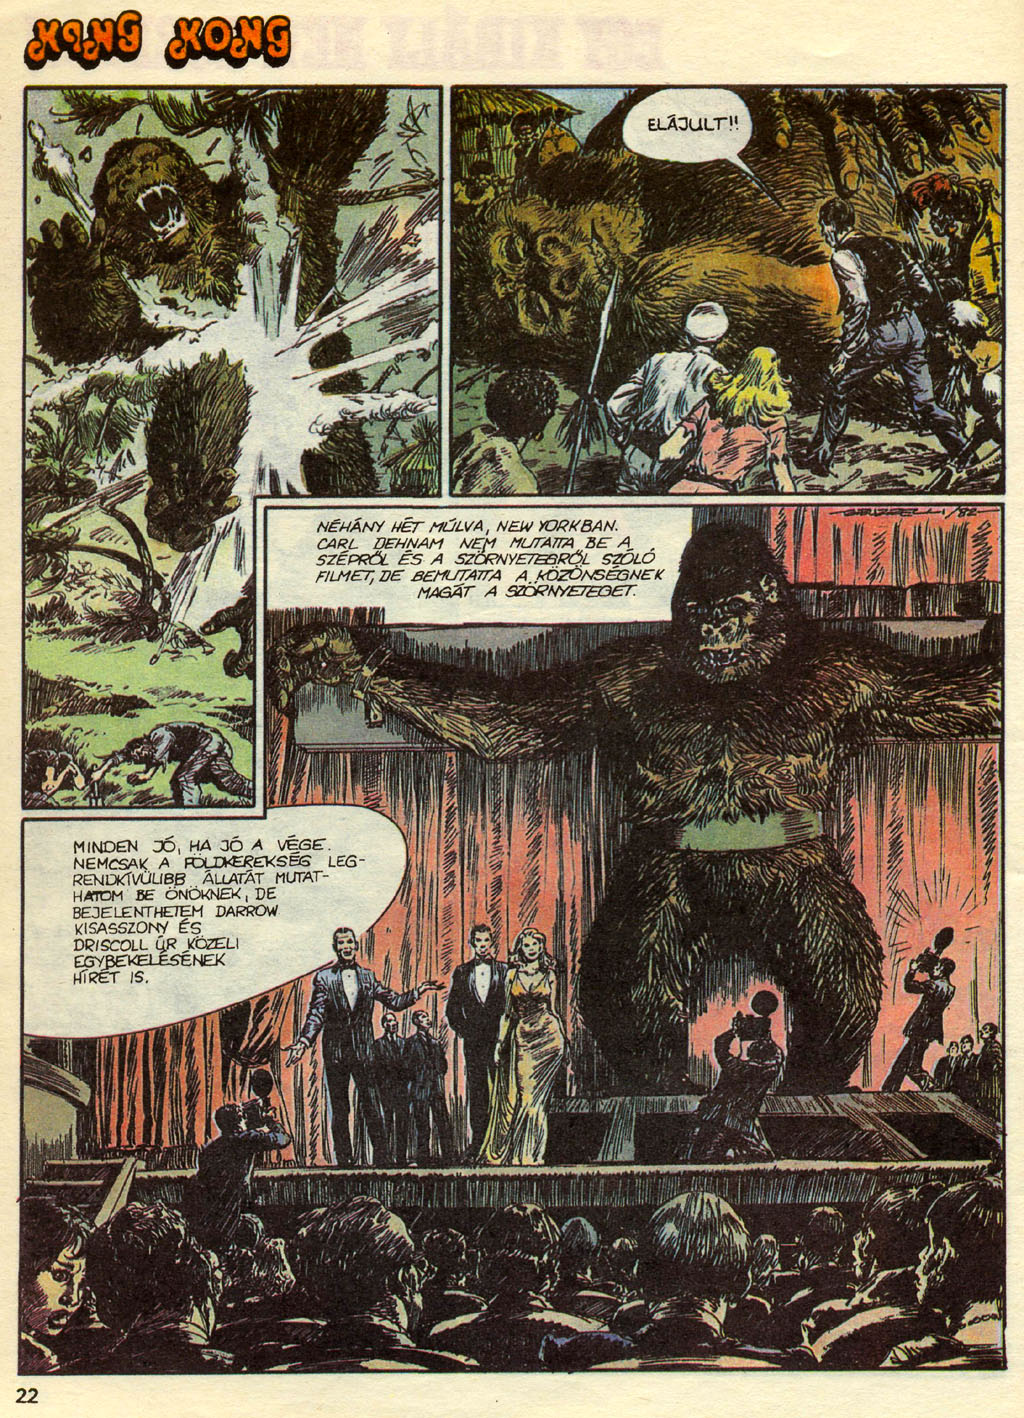 KING KONG
ELÁJULT!!
NÉHÁNY HÉT MÚLVA, NEW YORKBAN.
CARL DEHNAM NEM MUTATTA BE A
SZÉPRŐL ÉS A SZÖRNYETEGRŐL SZÓLÓ
FILMET, DE BEMUTATTA A KÖZÖNSÉGNEK
MAGÁT A SZÖRNYETEGET.
/82
MINDEN JÓ, HA JÓ A VÉGE.
NEMCSAK A FÖLDKEREKSÉG LEG-
RENDKÍVÜLIBB ÁLLATÁT MUTAT-
HATOM BE ÖNÖKNEK, DE
BEJELENTHETEM DARROW
KISASSZONY ÉS
DRISCOLL ÚR KÖZELI
EGYBEKELÉSÉNEK
HÍRÉT IS.
22